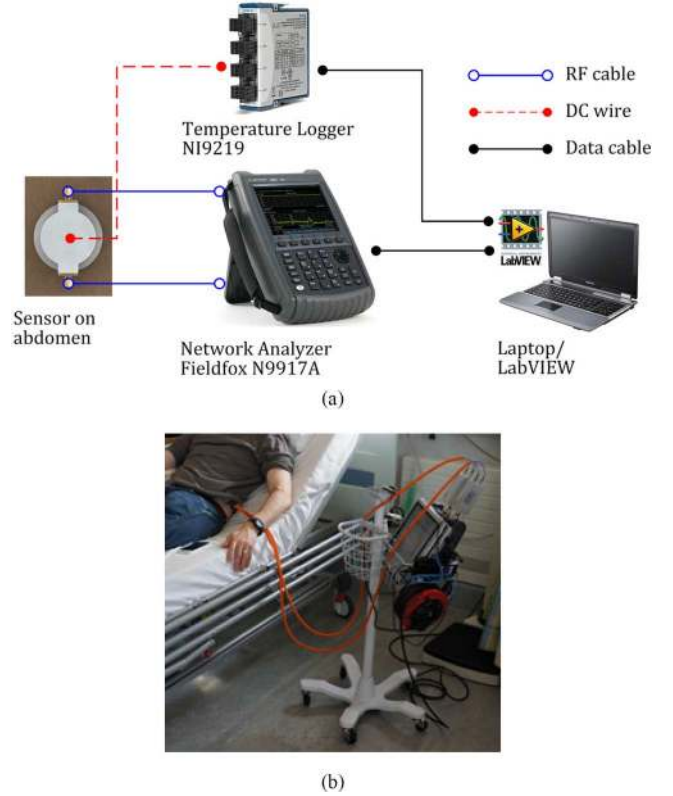 RF cable
DC wire
Data cable
Temperature Logger
NI9219
LabVIEW
Sensor on
abdomen
Network Analyzer
Fieldfox N9917A
Laptop/
LabVIEW
(a)
(b)